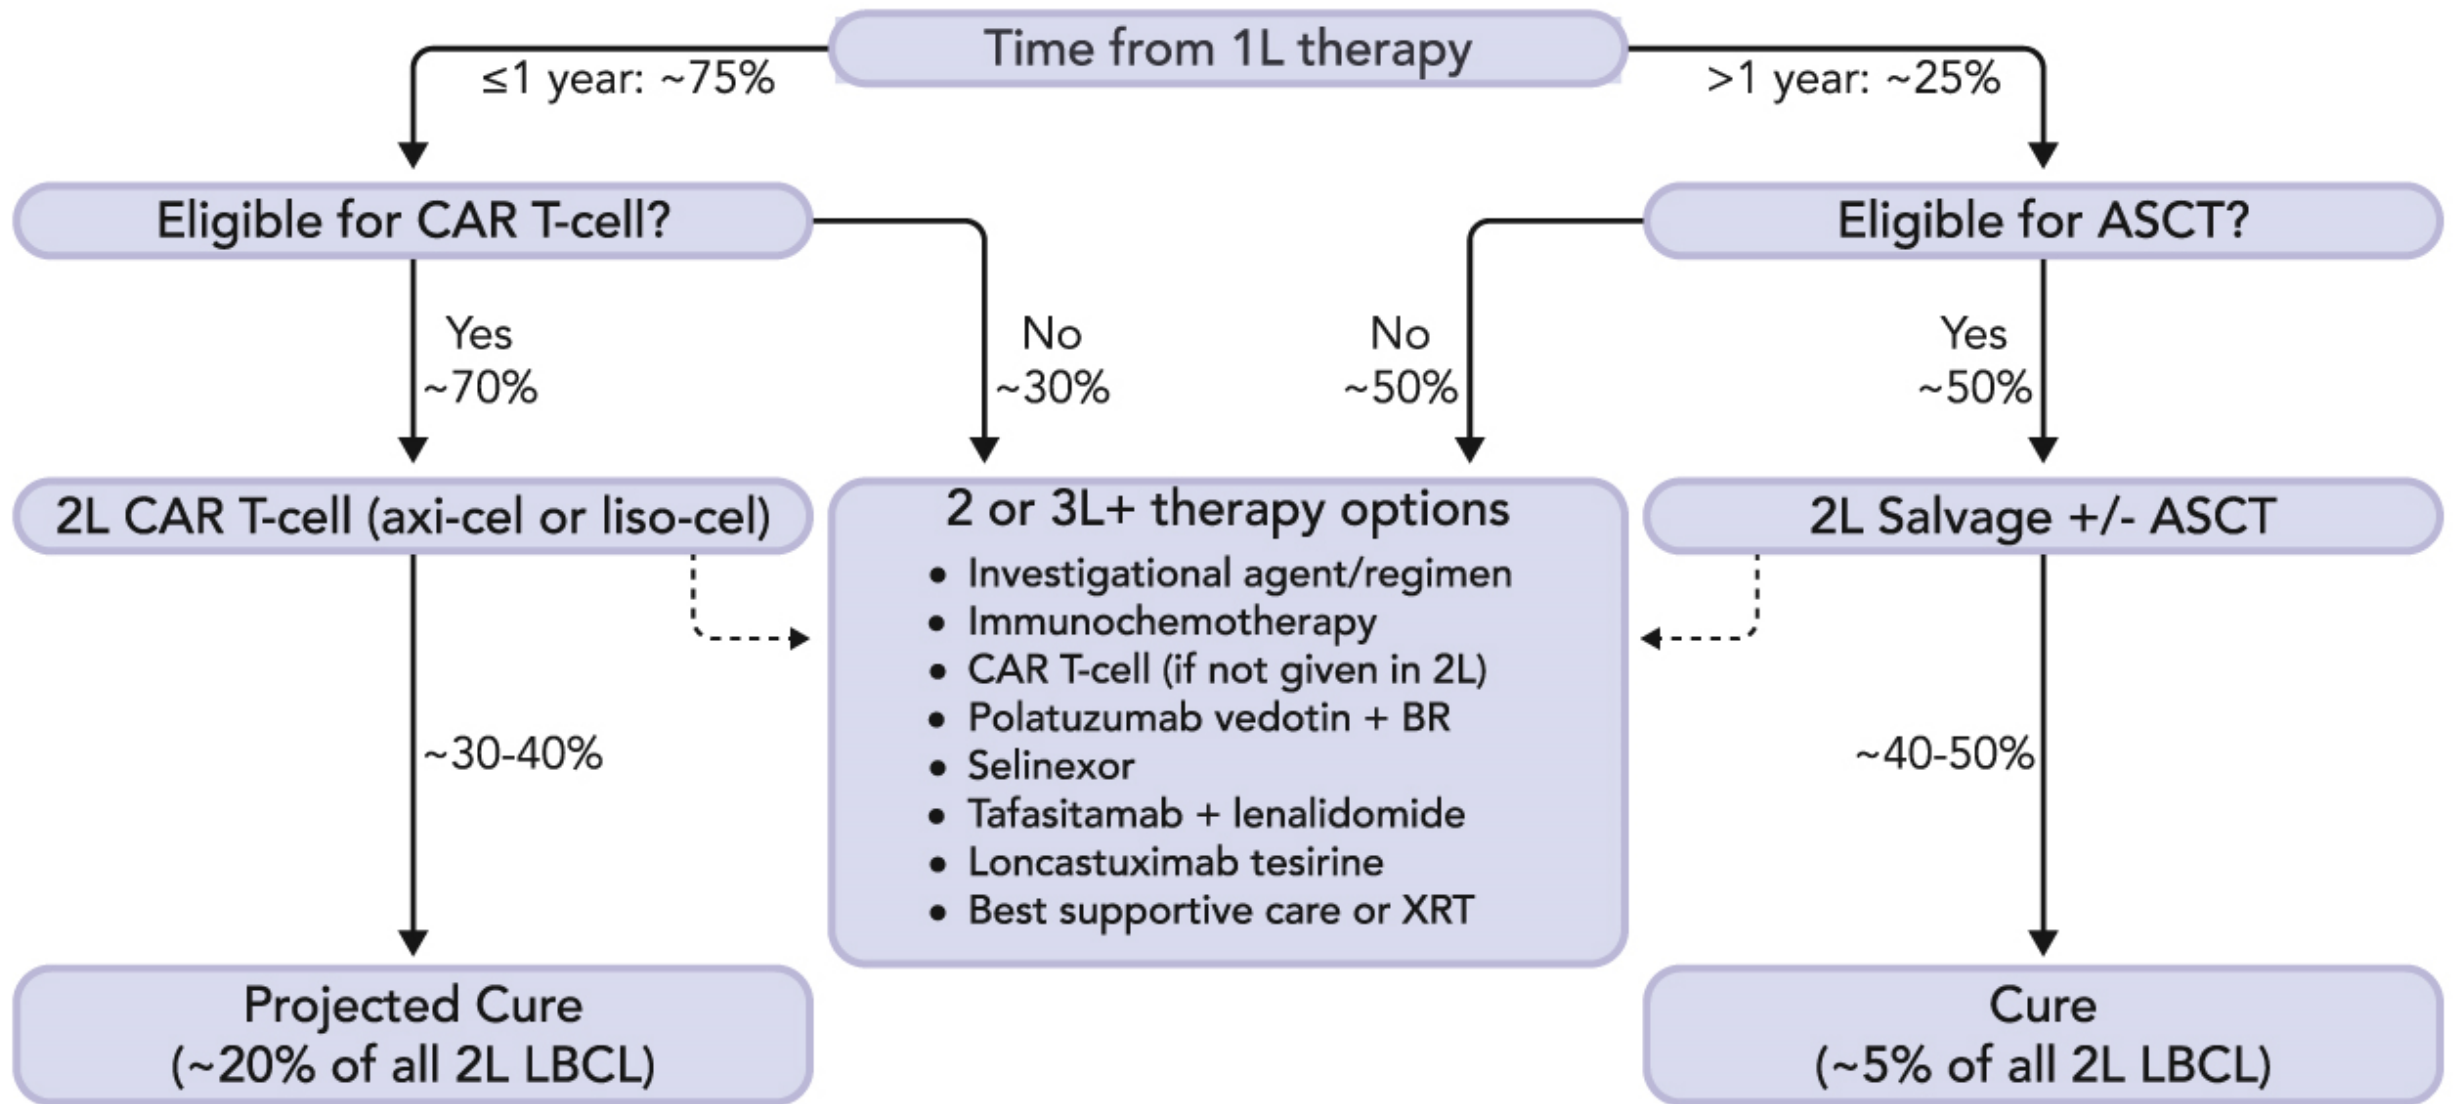 Time from 1L therapy
≤1 year: ~75%
>1 year: ~25%
Eligible for CAR T-cell?
Eligible for ASCT?
Yes
~70%
No
~30%
No
~50%
Yes
~50%
2L CAR T-cell (axi-cel or liso-cel)
2 or 3L+ therapy options
• Investigational agent/regimen
• Immunochemotherapy
• CAR T-cell (if not given in 2L)
• Polatuzumab vedotin + BR
• Selinexor
• Tafasitamab + lenalidomide
• Loncastuximab tesirine
• Best supportive care or XRT
2L Salvage +/- ASCT
~30-40%
~40-50%
Projected Cure
(~20% of all 2L LBCL)
Cure
(~5% of all 2L LBCL)